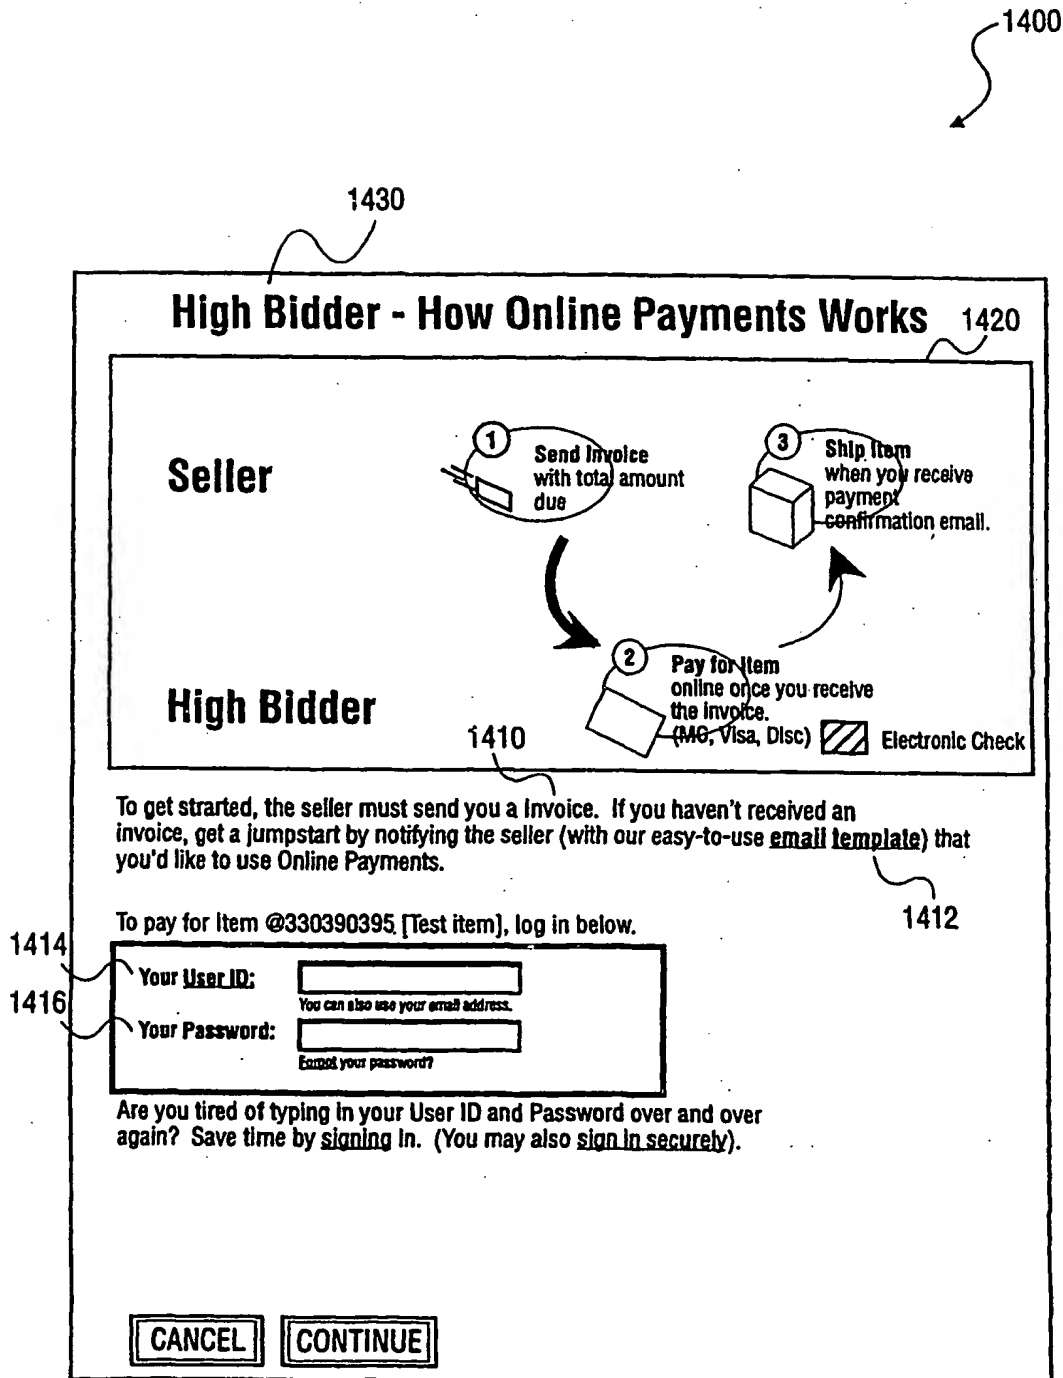 1400
1430
High Bidder - How Online Payments Works
1420
Seller
1
Send Invoice
with total amount
due
3
Ship Item
when you receive
payment
confirmation email.
2
Pay for Item
online once you receive
the invoice.
(MC, Visa, Disc)
Electronic Check
High Bidder
1410
To get strarted, the seller must send you a Invoice. If you haven't received an
invoice, get a jumpstart by notifying the seller (with our easy-to-use email template) that
you'd like to use Online Payments.
1412
To pay for Item @330390395 [Test item], log in below.
1414
Your User ID:
You can also use your email address.
1416
Your Password:
Forgot your password?
Are you tired of typing in your User ID and Password over and over
again? Save time by signing in. (You may also sign in securely).
CANCEL
CONTINUE